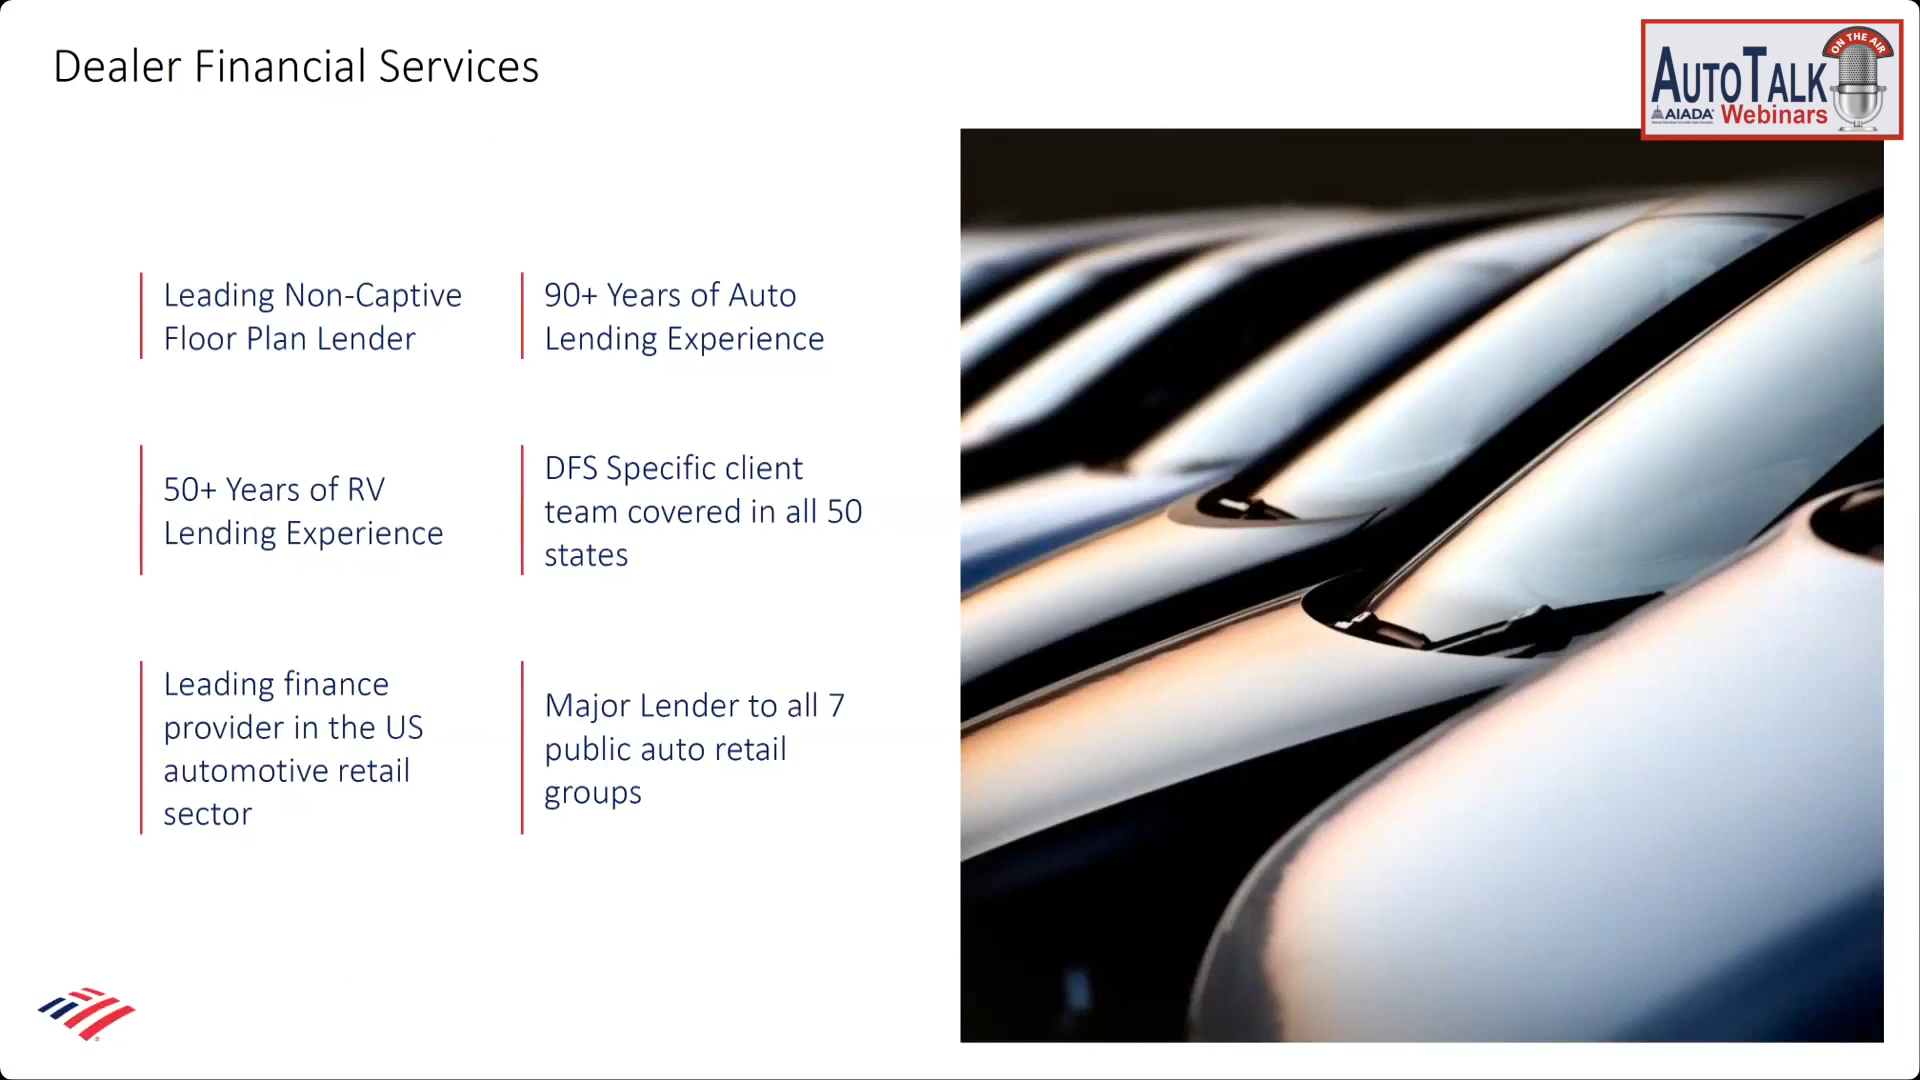 Dealer Financial Services
ON THE AIR
AUTOTALK
AIADA Webinars
Leading Non-Captive
Floor Plan Lender
90+ Years of Auto
Lending Experience
50+ Years of RV
Lending Experience
DFS Specific client
team covered in all 50
states
Leading finance
provider in the US
automotive retail
sector
Major Lender to all 7
public auto retail
groups